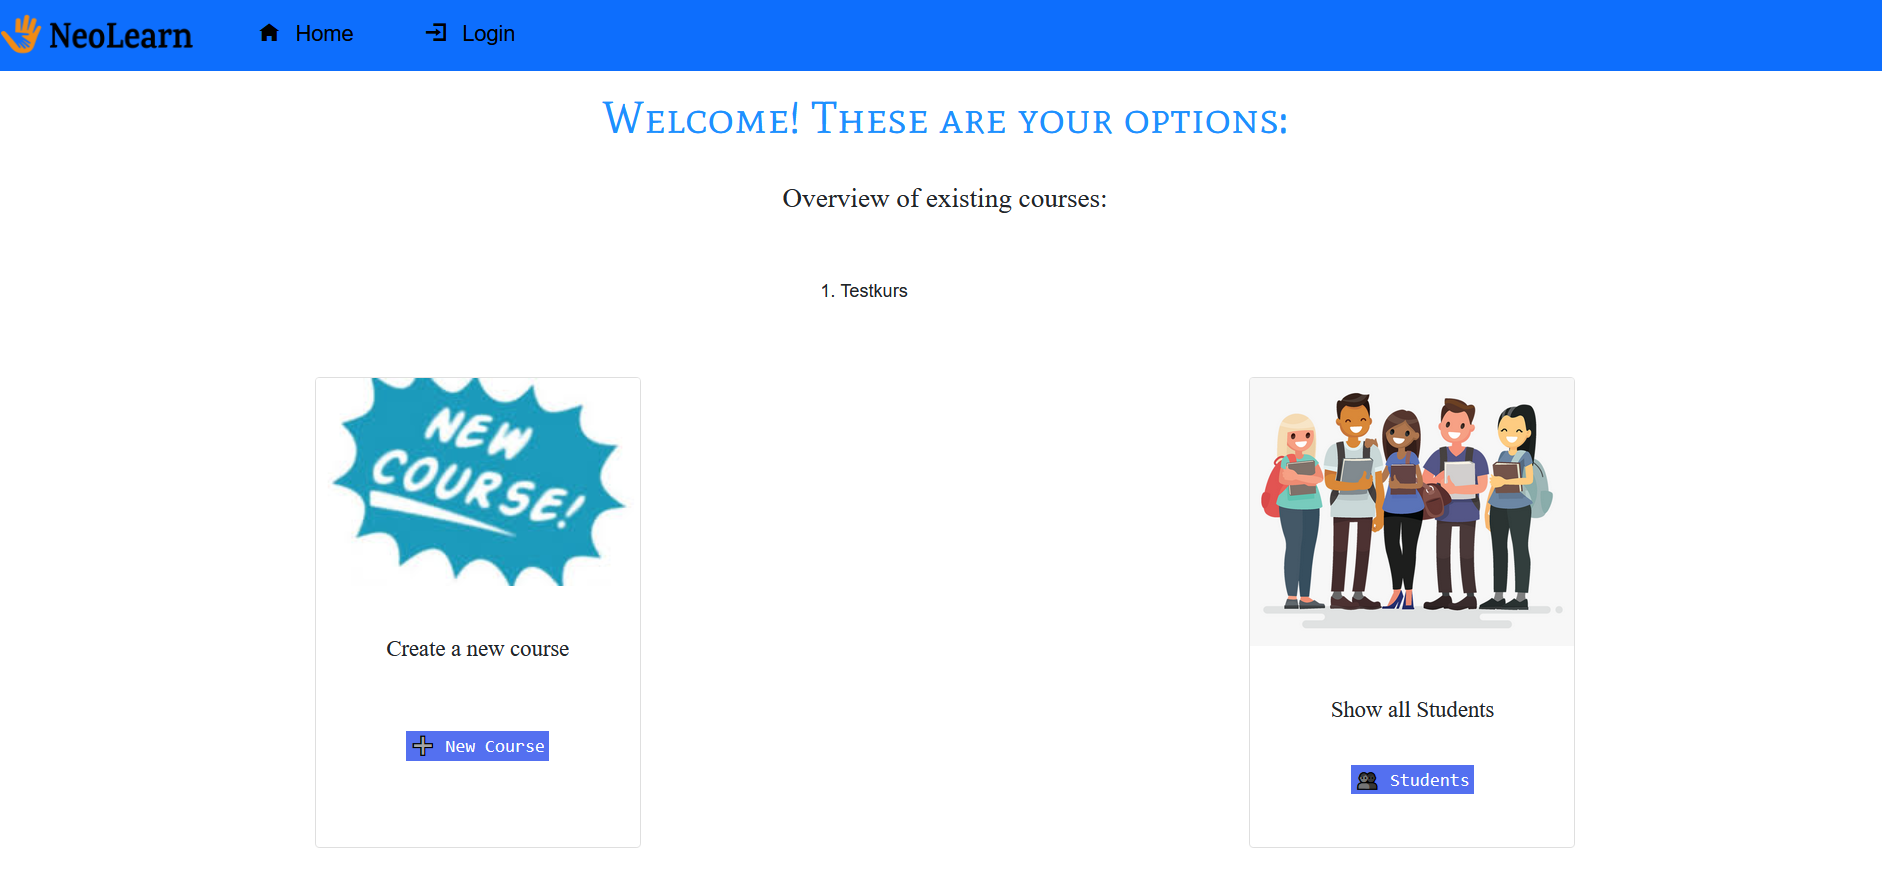 NeoLearn Home Login
Welcome! These are your options:
Overview of existing courses:
1. Testkurs
NEW
COURSE!
Create a new course
New Course
Show all Students
Students